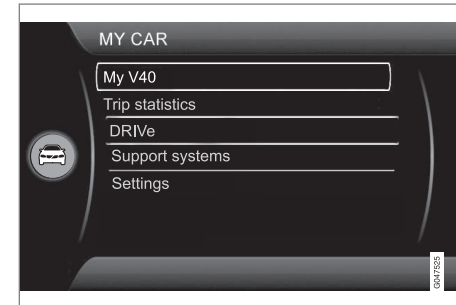 MY CAR
My V40
Trip statistics
DRIVe
Support systems
Settings
G047525